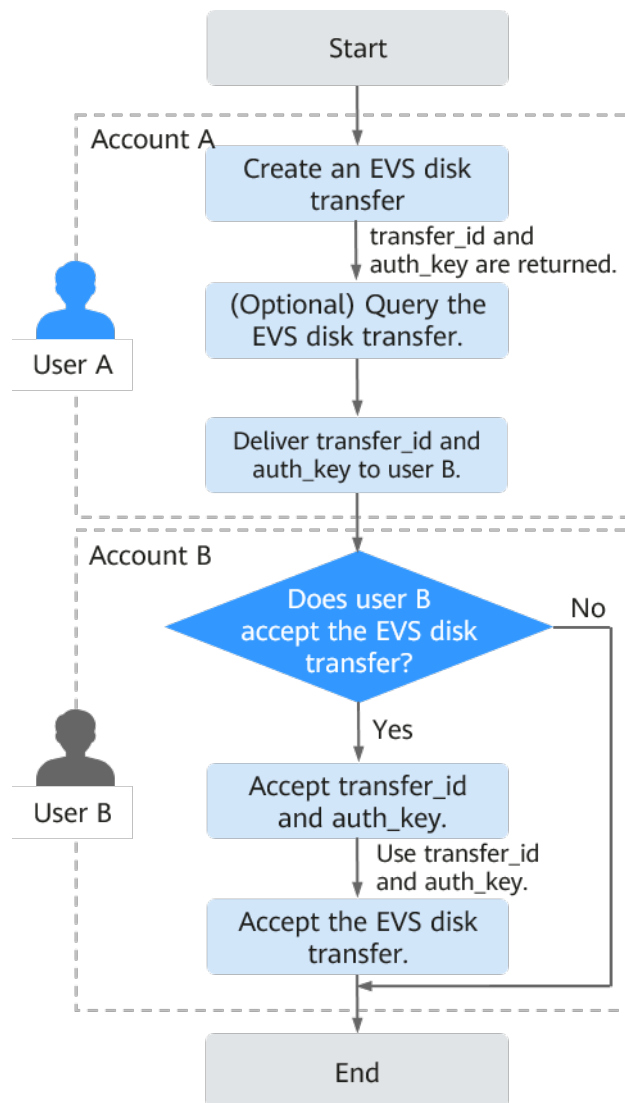 Start
Account A
Create an EVS disk
transfer
transfer_id and
auth_key are returned.
(Optional) Query the
EVS disk transfer.
User A
Deliver transfer_id and
auth_key to user B.
Account B
Does user B
accept the EVS disk
transfer?
No
Yes
Accept transfer_id
and auth_key.
User B
Use transfer_id
and auth_key.
Accept the EVS disk
transfer.
End